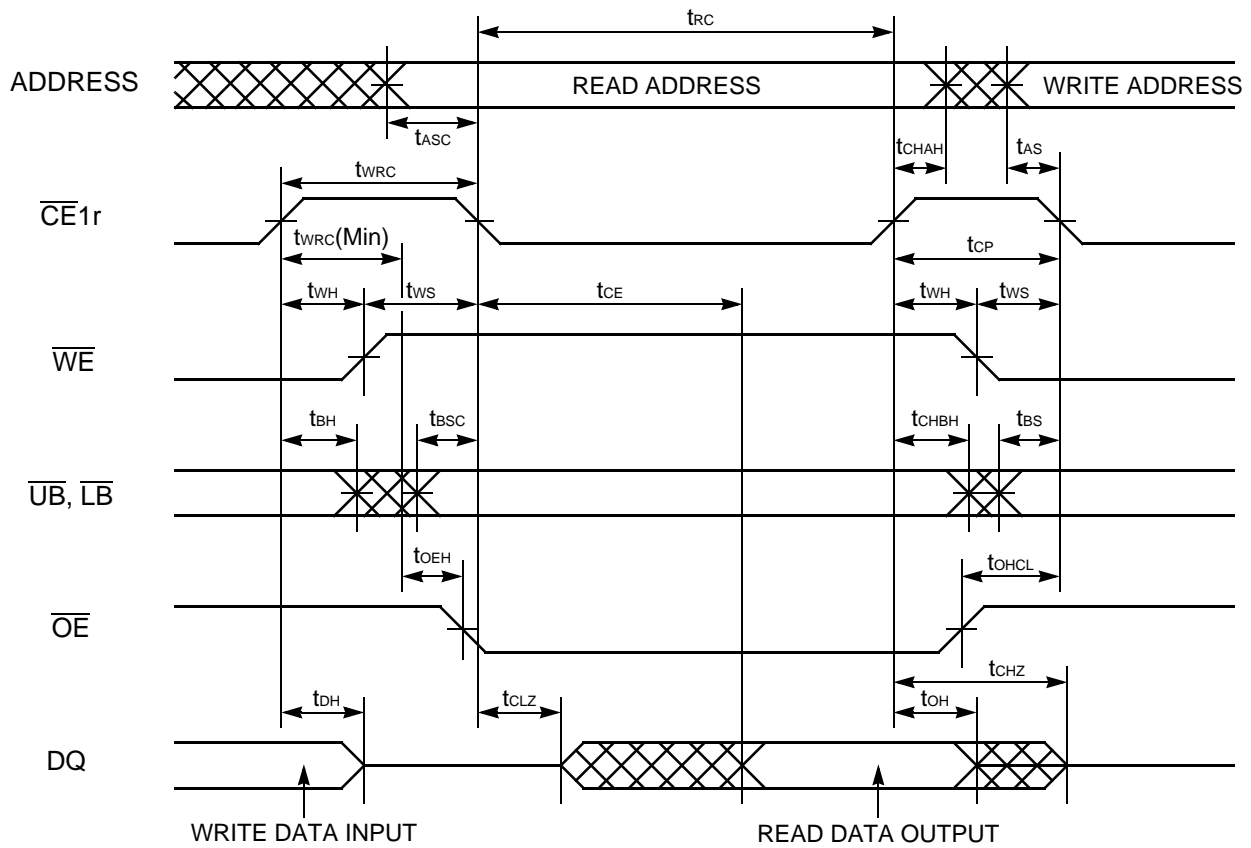 tRC
ADDRESS READ ADDRESS WRITE ADDRESS
tASC tCHAH tAS
tWRC
CE1r
tWRC(Min) tCP
tWH tWS tCE tWH tWS
WE
tBH tBSC tCHBH tBS
UB, LB
tOEH tOHCL
OE
tCHZ
tDH tCLZ tOH
DQ
WRITE DATA INPUT READ DATA OUTPUT